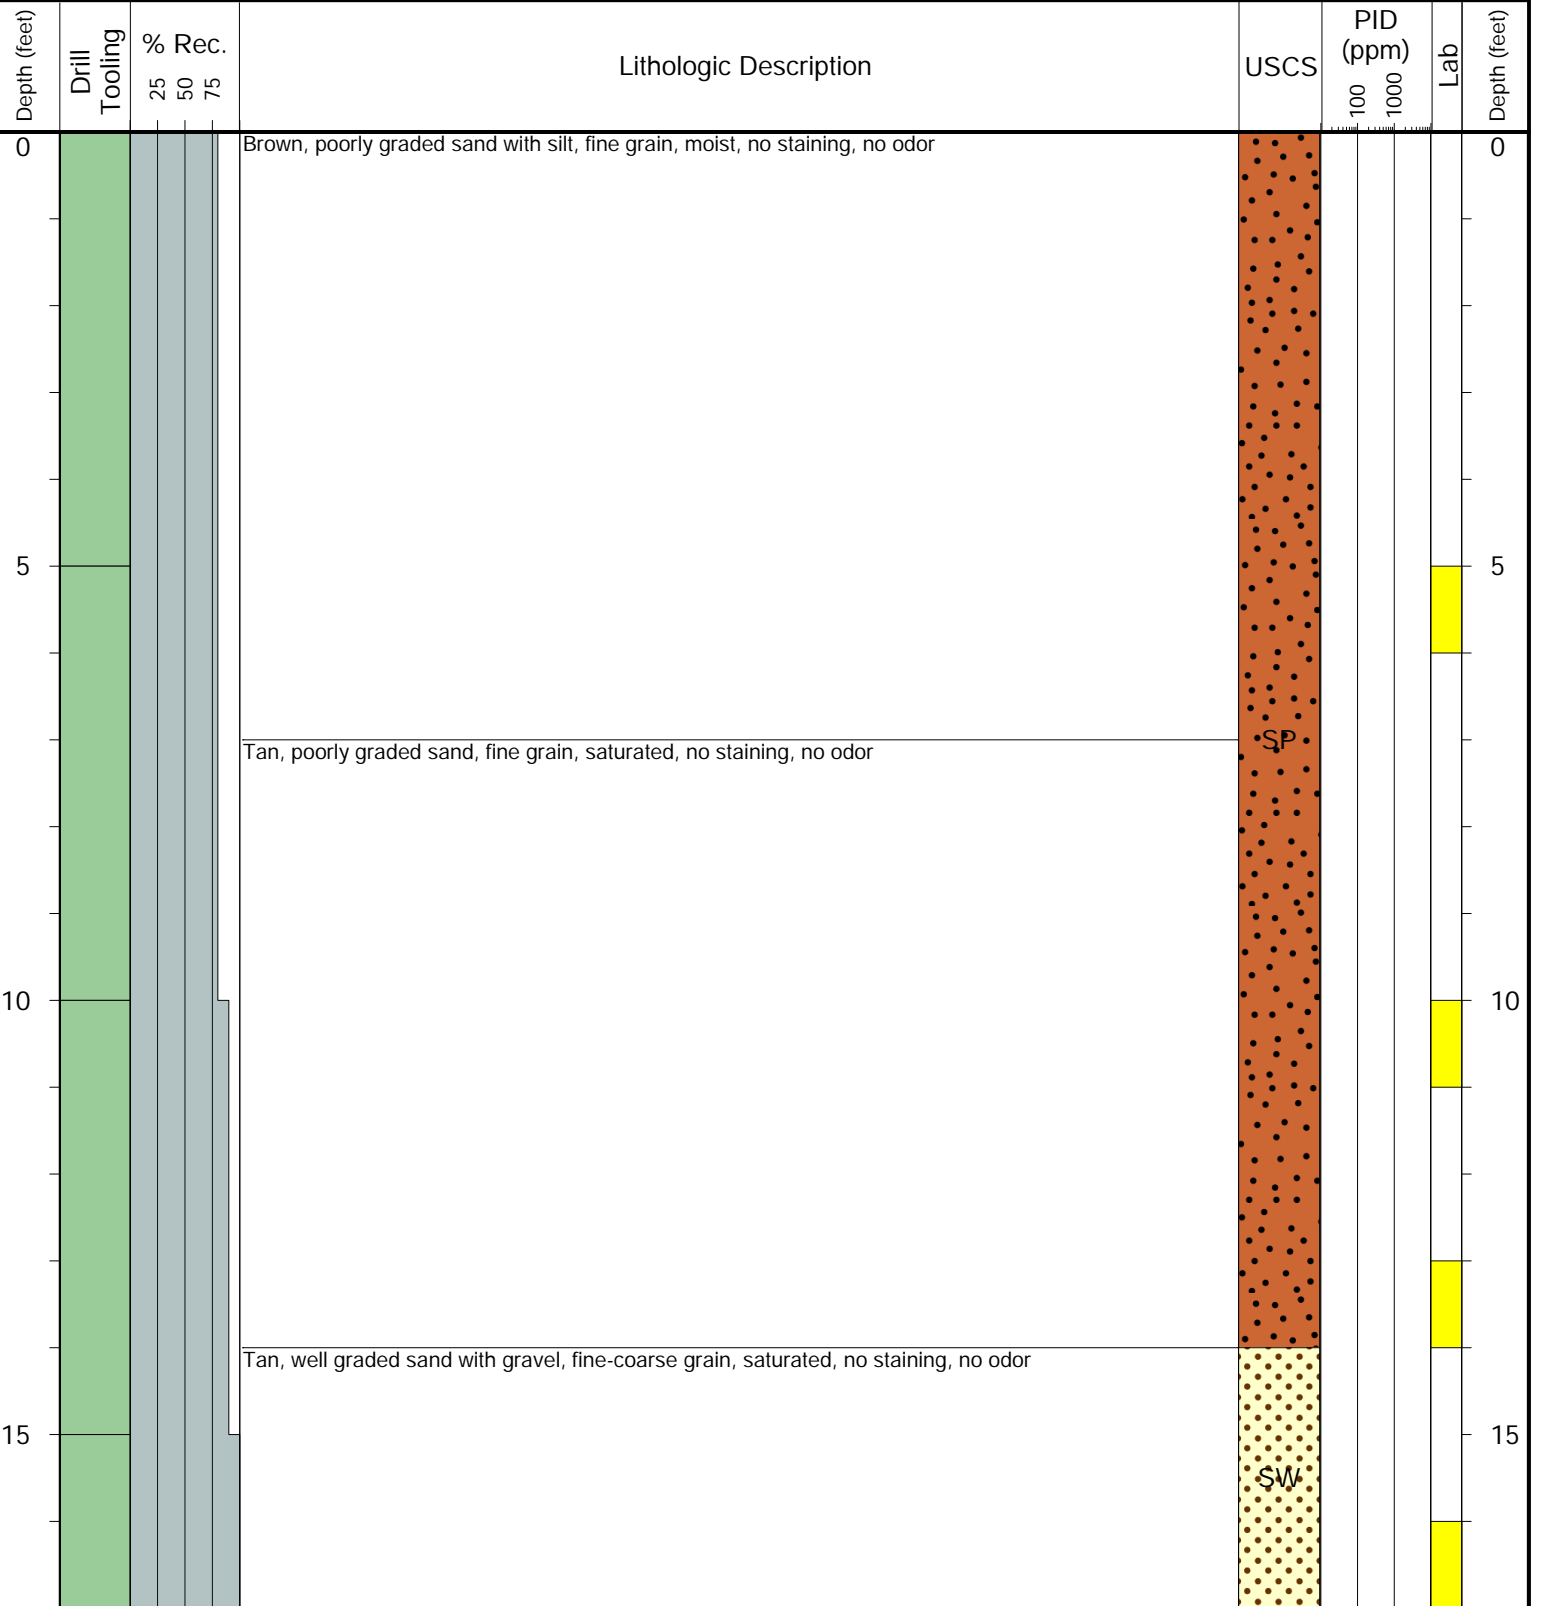 Depth (feet)
Drill
Tooling
% Rec.
25
50
75
Lithologic Description
USCS
PID
(ppm)
100
1000
Lab
Depth (feet)
0
Brown, poorly graded sand with silt, fine grain, moist, no staining, no odor
0
5
5
Tan, poorly graded sand, fine grain, saturated, no staining, no odor
SP
10
10
Tan, well graded sand with gravel, fine-coarse grain, saturated, no staining, no odor
15
15
SW